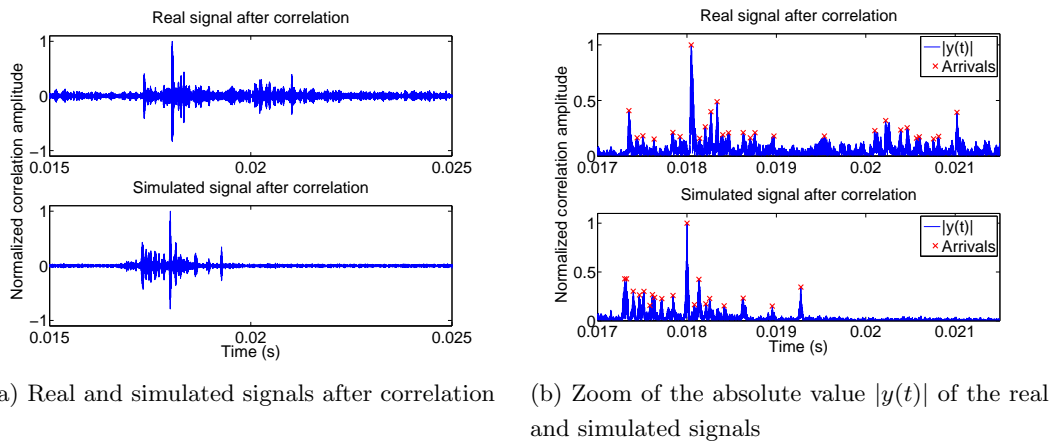 Real signal after correlation
1
0
−1
0.015
0.02
0.025
Simulated signal after correlation
1
0
−1
0.015
0.02
0.025
Time (s)
Normalized correlation amplitude
Real signal after correlation
1
0.5
0
0.017
0.018
0.019
0.02
0.021
|y(t)|
Arrivals
Simulated signal after correlation
1
0.5
0
0.017
0.018
0.019
0.02
0.021
|y(t)|
Arrivals
Time (s)
Normalized correlation amplitude
a) Real and simulated signals after correlation
(b) Zoom of the absolute value |y(t)| of the real
and simulated signals